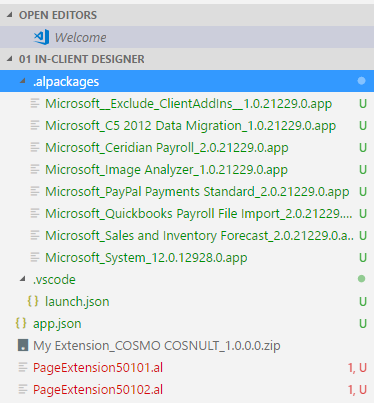 OPEN EDITORS
Welcome
01 IN-CLIENT DESIGNER
.alpackages
Microsoft__Exclude_ClientAddIns__1.0.21229.0.app U
Microsoft_C5 2012 Data Migration_1.0.21229.0.app U
Microsoft_Ceridian Payroll_2.0.21229.0.app U
Microsoft_Image Analyzer_1.0.21229.0.app U
Microsoft_PayPal Payments Standard_2.0.21229.0.app U
Microsoft_Quickbooks Payroll File Import_2.0.21229.... U
Microsoft_Sales and Inventory Forecast_2.0.21229.0.a... U
Microsoft_System_12.0.12928.0.app U
.vscode
{} launch.json U
{} app.json U
My Extension_COSMO COSNULT_1.0.0.0.zip
PageExtension50101.al 1, U
PageExtension50102.al 1, U